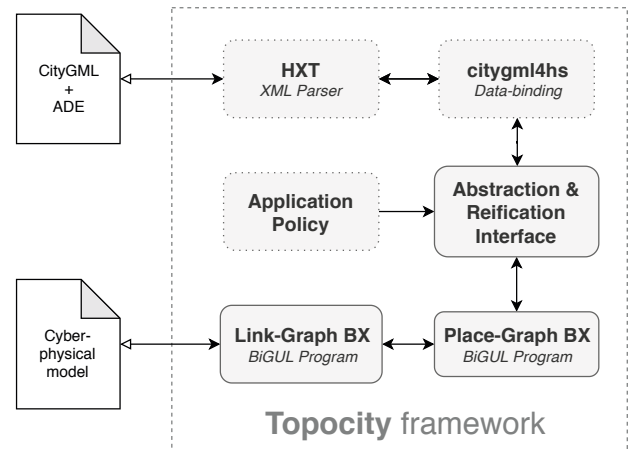 CityGML
+
ADE
HXT
XML Parser
citygml4hs
Data-binding
Application
Policy
Abstraction &
Reification
Interface
Cyber-
physical
model
Link-Graph BX
BiGUL Program
Place-Graph BX
BiGUL Program
Topocity framework